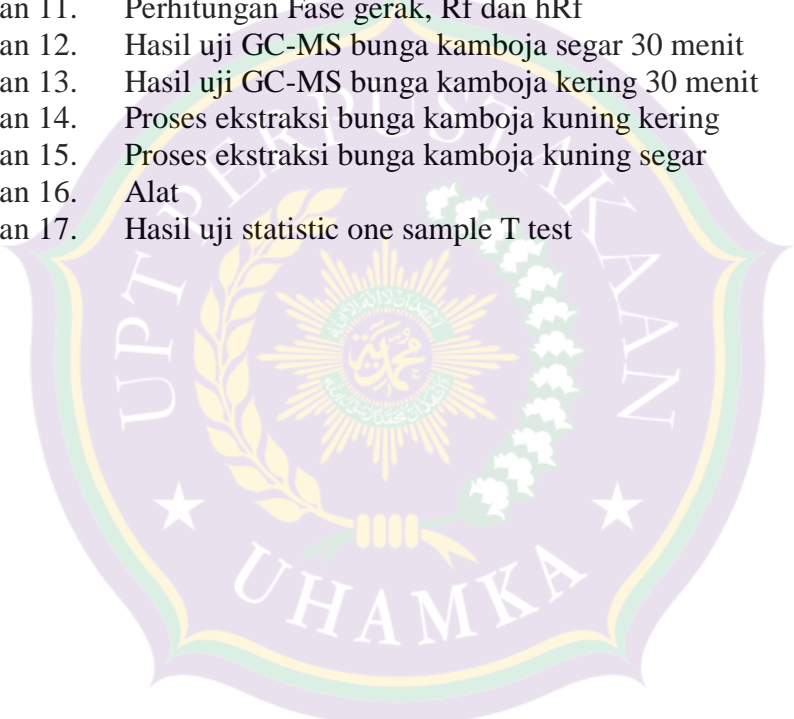 an 11. Perhitungan Fase gerak, Rf dan hRf
an 12. Hasil uji GC-MS bunga kamboja segar 30 menit
an 13. Hasil uji GC-MS bunga kamboja kering 30 menit
an 14. Proses ekstraksi bunga kamboja kuning kering
an 15. Proses ekstraksi bunga kamboja kuning segar
an 16. Alat
an 17. Hasil uji statistic one sample T test
UPT PERPUSTAKAAN
UHAMKA